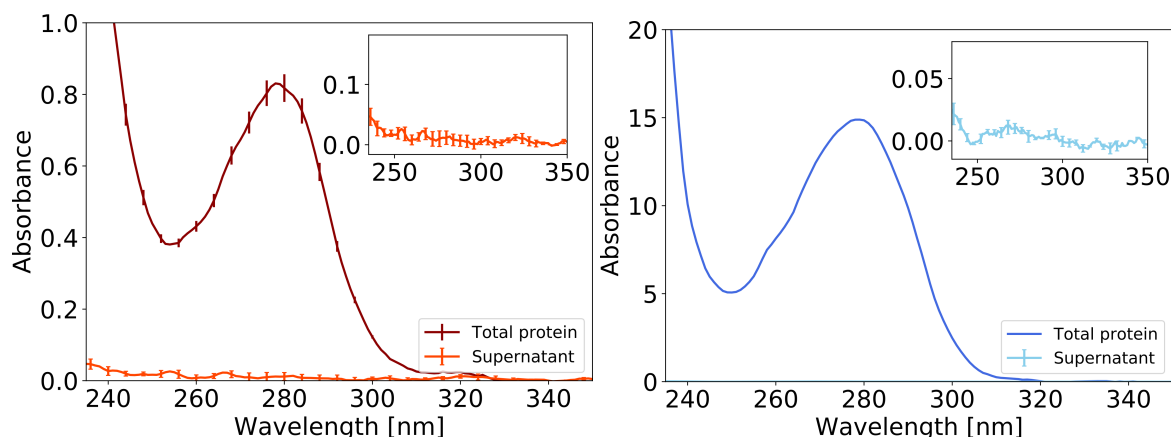 1.0
0.8
0.6
0.4
0.2
0.0
Absorbance
240 260 280 300 320 340
Wavelength [nm]
0.1
0.0
250 300 350
Total protein
Supernatant
20
15
10
5
0
Absorbance
240 260 280 300 320 340
Wavelength [nm]
0.05
0.00
250 300 350
Total protein
Supernatant